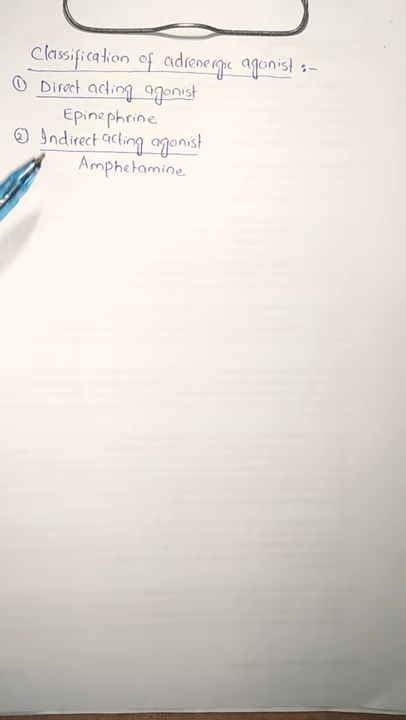 Classification of adrenergic agonist :-
① Direct acting agonist
Epinephrine
② Indirect acting agonist
Amphetamine